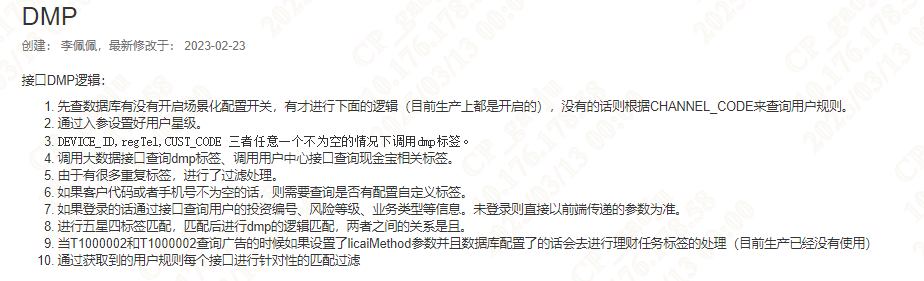 DMP
创建： 李佩佩，最新修改于： 2023-02-23
接口DMP逻辑：
1. 先查数据库有没有开启场景化配置开关，有才进行下面的逻辑（目前生产上都是开启的），没有的话则根据CHANNEL_CODE来查询用户规则。
2. 通过入参设置好用户星级。
3. DEVICE_ID,regTel,CUST_CODE 三者任意一个不为空的情况下调用dmp标签。
4. 调用大数据接口查询dmp标签、调用用户中心接口查询现金宝相关标签。
5. 由于有很多重复标签，进行了过滤处理。
6. 如果客户代码或者手机号不为空的话，则需要查询是否有配置自定义标签。
7. 如果登录的话通过接口查询用户的投资编号、风险等级、业务类型等信息。未登录则直接以前端传递的参数为准。
8. 进行五星四标签匹配，匹配后进行dmp的逻辑匹配，两者之间的关系是且。
9. 当T1000002和T1000002查询广告的时候如果设置了licaiMethod参数并且数据库配置了的话会去进行理财任务标签的处理（目前生产已经没有使用）
10. 通过获取到的用户规则每个接口进行针对性的匹配过滤